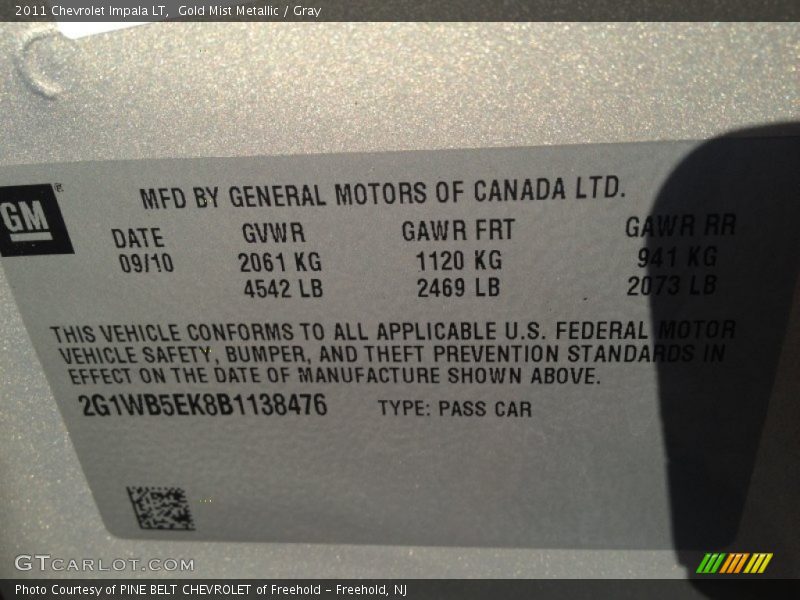 2011 Chevrolet Impala LT,  Gold Mist Metallic / Gray
MFD BY GENERAL MOTORS OF CANADA LTD.
GM
DATE GVWR GAWR FRT GAWR RR
09/10 2061 KG 1120 KG 941 KG
4542 LB 2469 LB 2073 LB
THIS VEHICLE CONFORMS TO ALL APPLICABLE U.S. FEDERAL MOTOR
VEHICLE SAFETY, BUMPER, AND THEFT PREVENTION STANDARDS IN
EFFECT ON THE DATE OF MANUFACTURE SHOWN ABOVE.
2G1WB5EK8B1138476 TYPE: PASS CAR
GTCARLOT.COM
Photo Courtesy of PINE BELT CHEVROLET of Freehold - Freehold, NJ